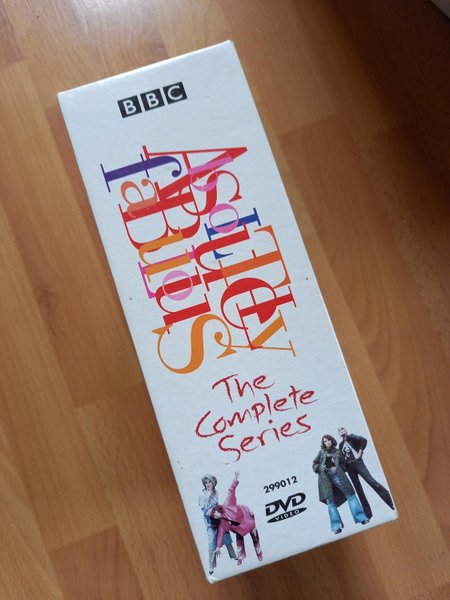 BBC
Absolutely
fabulous
The
Complete
Series
299012
DVD
VIDEO